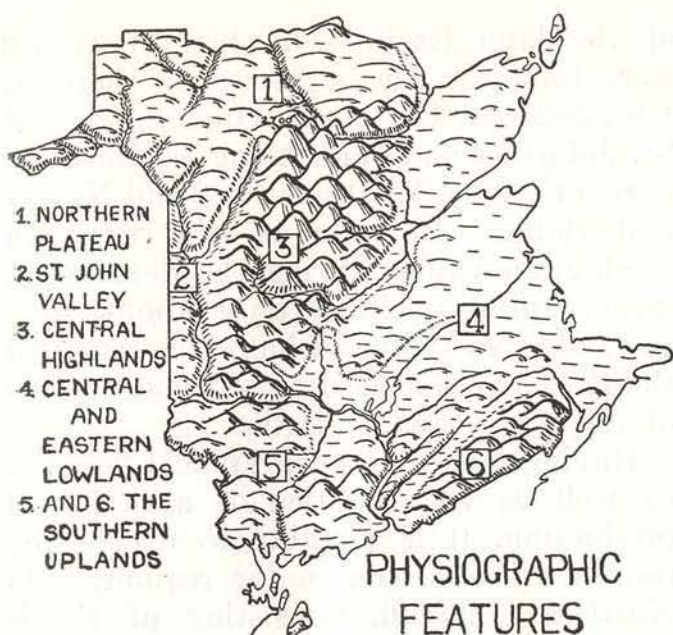 1
1. NORTHERN
PLATEAU
2. ST JOHN
VALLEY
3. CENTRAL
HIGHLANDS
4 CENTRAL
AND
EASTERN
LOWLANDS
5. AND 6. THE
SOUTHERN
UPLANDS
2
3
4
5
6
PHYSIOGRAPHIC
FEATURES